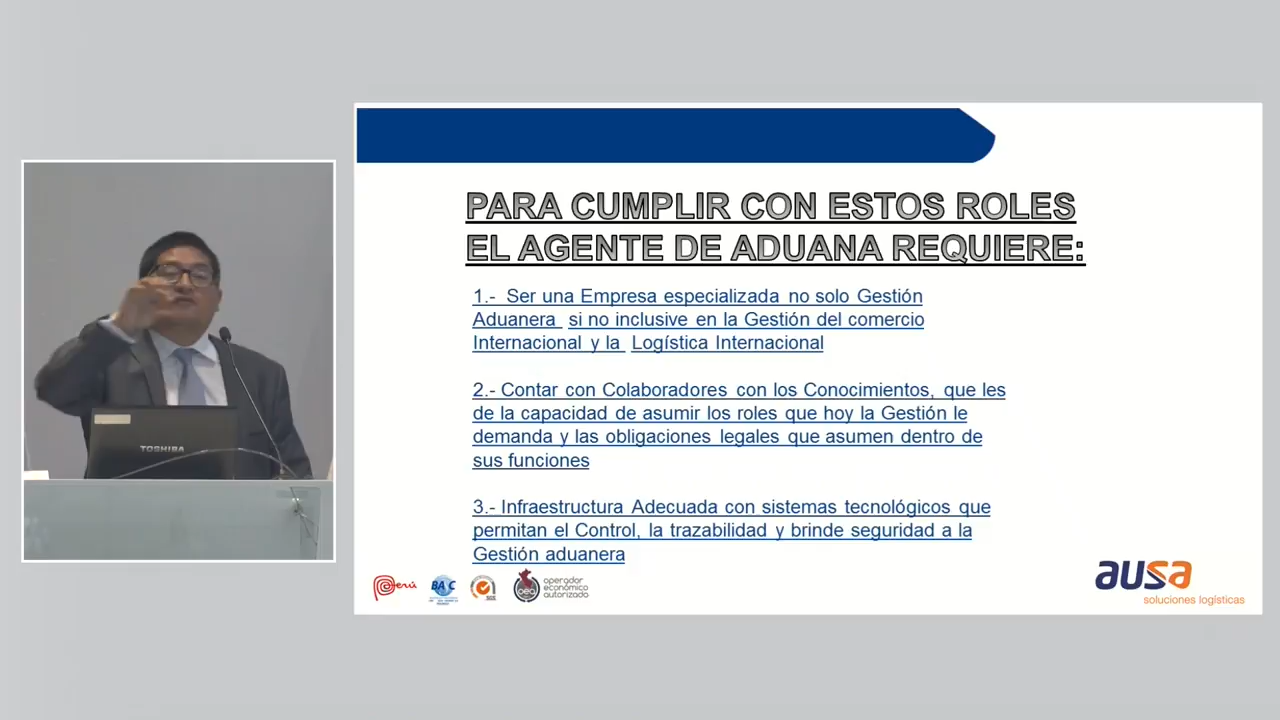 PARA CUMPLIR CON ESTOS ROLES
EL AGENTE DE ADUANA REQUIERE:
1.- Ser una Empresa especializada no solo Gestión
Aduanera si no inclusive en la Gestión del comercio
Internacional y la Logística Internacional
2.- Contar con Colaboradores con los Conocimientos, que les
de la capacidad de asumir los roles que hoy la Gestión le
demanda y las obligaciones legales que asumen dentro de
sus funciones
3.- Infraestructura Adecuada con sistemas tecnológicos que
permitan el Control, la trazabilidad y brinde seguridad a la
Gestión aduanera
TOSHIBA
Perú
BASC
SGS
oea
operador
económico
autorizado
ausa
soluciones logísticas